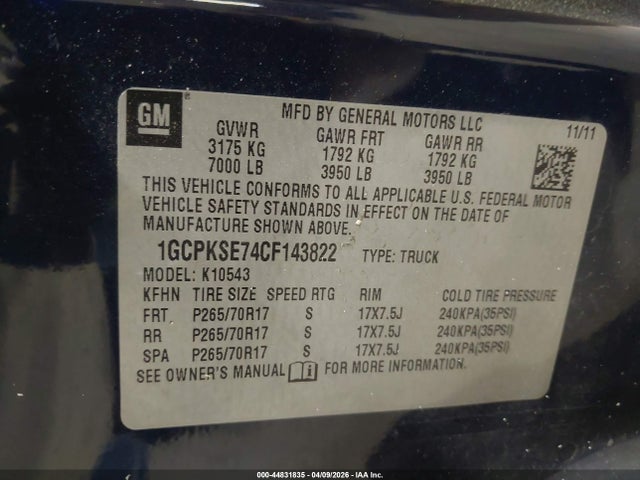 GM
MFD BY GENERAL MOTORS LLC
11/11
GVWR GAWR FRT GAWR RR
3175 KG 1792 KG 1792 KG
7000 LB 3950 LB 3950 LB
THIS VEHICLE CONFORMS TO ALL APPLICABLE U.S. FEDERAL MOTOR
VEHICLE SAFETY STANDARDS IN EFFECT ON THE DATE OF
MANUFACTURE SHOWN ABOVE.
1GCPKSE74CF143822 TYPE: TRUCK
MODEL: K10543
KFHN TIRE SIZE SPEED RTG RIM COLD TIRE PRESSURE
FRT P265/70R17 S 17X7.5J 240KPA(35PSI)
RR P265/70R17 S 17X7.5J 240KPA(35PSI)
SPA P265/70R17 S 17X7.5J 240KPA(35PSI)
SEE OWNER'S MANUAL i FOR MORE INFORMATION.
000-44831835 - 04/09/2026 - IAA Inc.